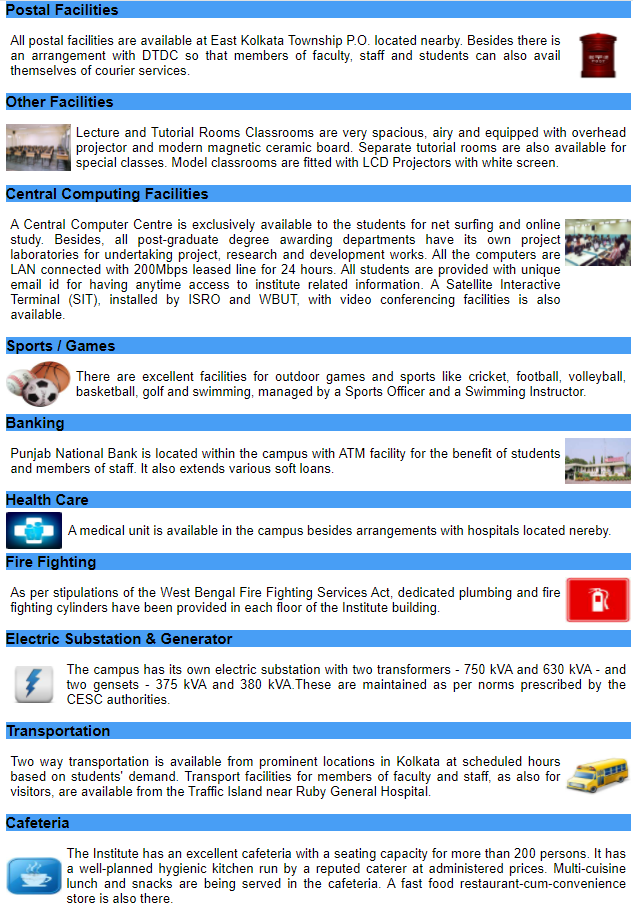 Postal Facilities
All postal facilities are available at East Kolkata Township P.O. located nearby. Besides there is
an arrangement with DTDC so that members of faculty, staff and students can also avail
themselves of courier services.
Other Facilities
Lecture and Tutorial Rooms Classrooms are very spacious, airy and equipped with overhead
projector and modern magnetic ceramic board. Separate tutorial rooms are also available for
special classes. Model classrooms are fitted with LCD Projectors with white screen.
Central Computing Facilities
A Central Computer Centre is exclusively available to the students for net surfing and online
study. Besides, all post-graduate degree awarding departments have its own project
laboratories for undertaking project, research and development works. All the computers are
LAN connected with 200Mbps leased line for 24 hours. All students are provided with unique
email id for having anytime access to institute related information. A Satellite Interactive
Terminal (SIT), installed by ISRO and WBUT, with video conferencing facilities is also
available.
Sports / Games
There are excellent facilities for outdoor games and sports like cricket, football, volleyball,
basketball, golf and swimming, managed by a Sports Officer and a Swimming Instructor.
Banking
Punjab National Bank is located within the campus with ATM facility for the benefit of students
and members of staff. It also extends various soft loans.
Health Care
A medical unit is available in the campus besides arrangements with hospitals located nereby.
Fire Fighting
As per stipulations of the West Bengal Fire Fighting Services Act, dedicated plumbing and fire
fighting cylinders have been provided in each floor of the Institute building.
Electric Substation & Generator
The campus has its own electric substation with two transformers - 750 kVA and 630 kVA - and
two gensets - 375 kVA and 380 kVA.These are maintained as per norms prescribed by the
CESC authorities.
Transportation
Two way transportation is available from prominent locations in Kolkata at scheduled hours
based on students' demand. Transport facilities for members of faculty and staff, as also for
visitors, are available from the Traffic Island near Ruby General Hospital.
Cafeteria
The Institute has an excellent cafeteria with a seating capacity for more than 200 persons. It has
a well-planned hygienic kitchen run by a reputed caterer at administered prices. Multi-cuisine
lunch and snacks are being served in the cafeteria. A fast food restaurant-cum-convenience
store is also there.